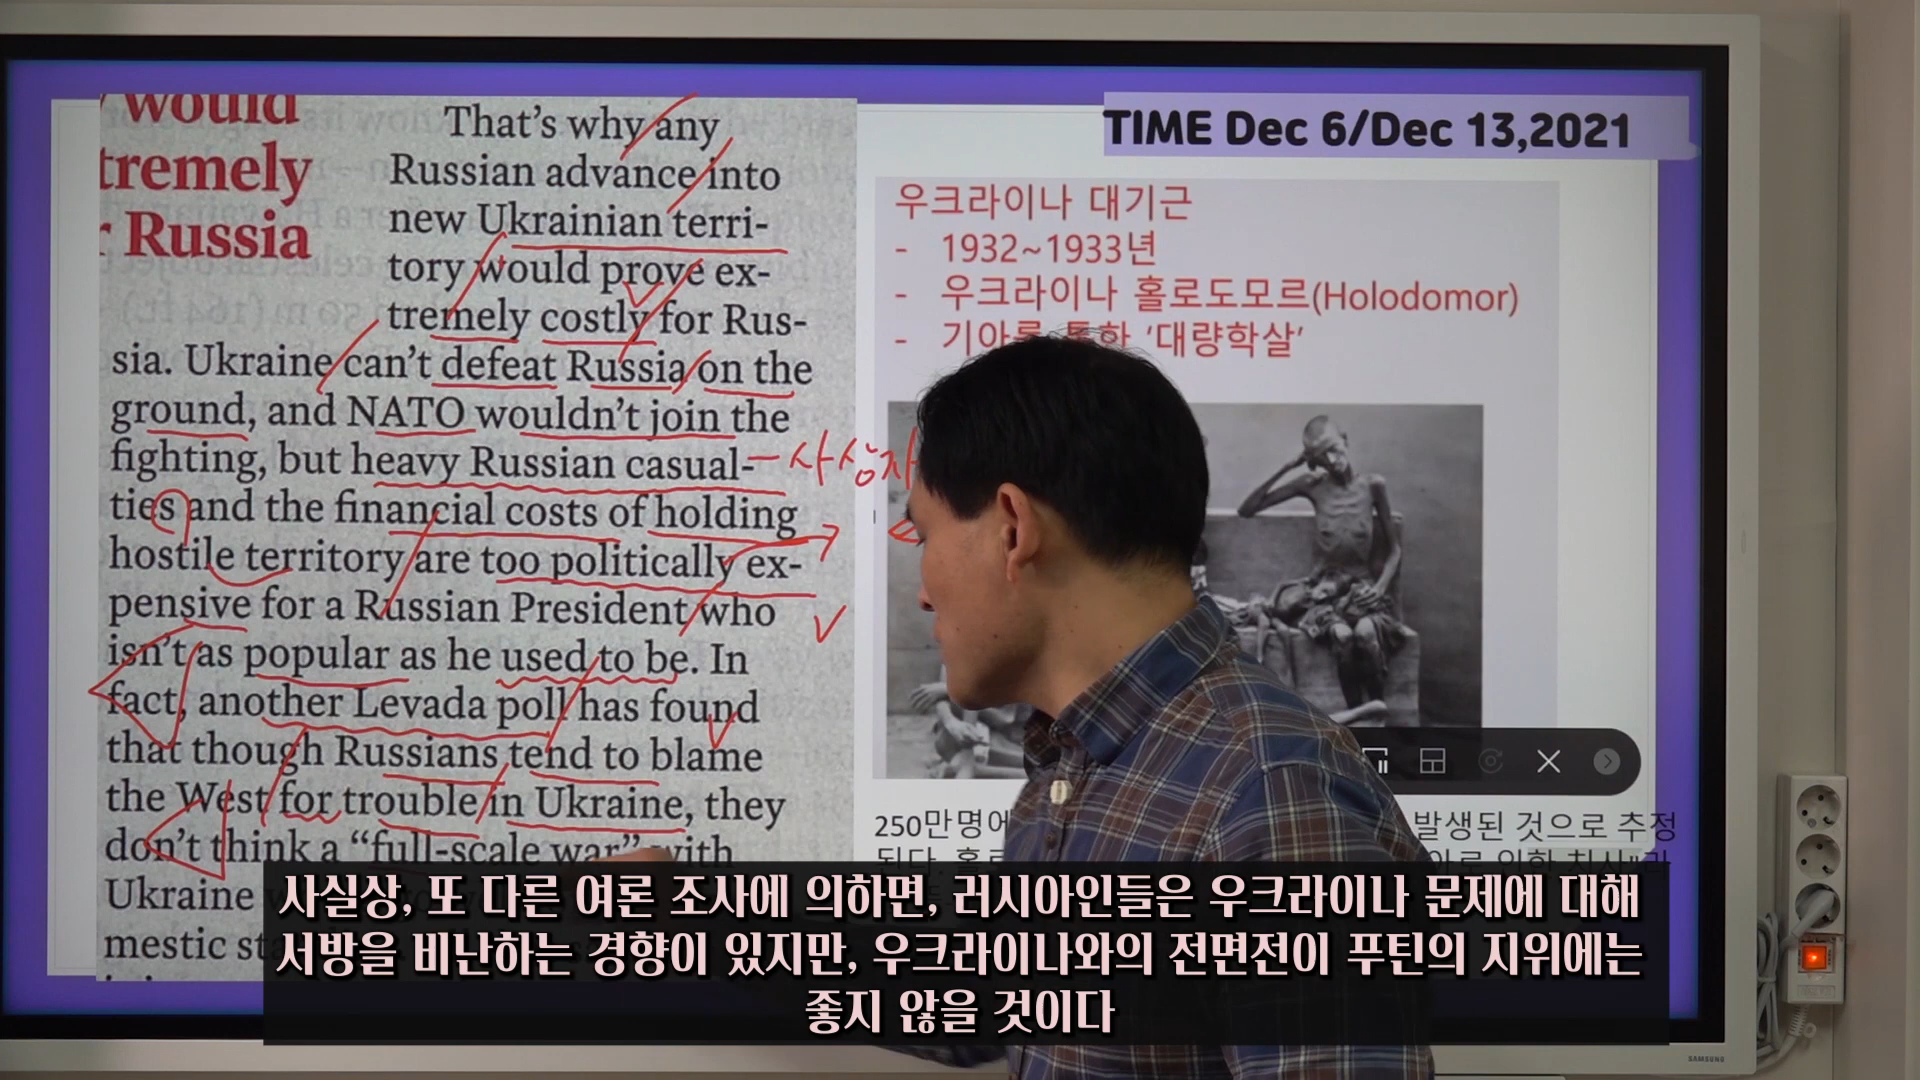 would
tremely
r Russia
That's why any
Russian advance into
new Ukrainian terri-
tory would prove ex-
tremely costly for Rus-
sia. Ukraine can't defeat Russia on the
ground, and NATO wouldn't join the
fighting, but heavy Russian casual-
ties and the financial costs of holding
hostile territory are too politically ex-
pensive for a Russian President who
isn't as popular as he used to be. In
fact, another Levada poll has found
that though Russians tend to blame
the West for trouble in Ukraine, they
don't think a “full-scale war” with
Ukraine
mestic
사상자
TIME Dec 6/Dec 13,2021
우크라이나 대기근
- 1932~1933년
- 우크라이나 홀로도모르(Holodomor)
- 기아를 통한 '대량학살'
250만명에 발생된 것으로 추정
된다.
사실상, 또 다른 여론 조사에 의하면, 러시아인들은 우크라이나 문제에 대해
서방을 비난하는 경향이 있지만, 우크라이나와의 전면전이 푸틴의 지위에는
좋지 않을 것이다
SAMSUNG